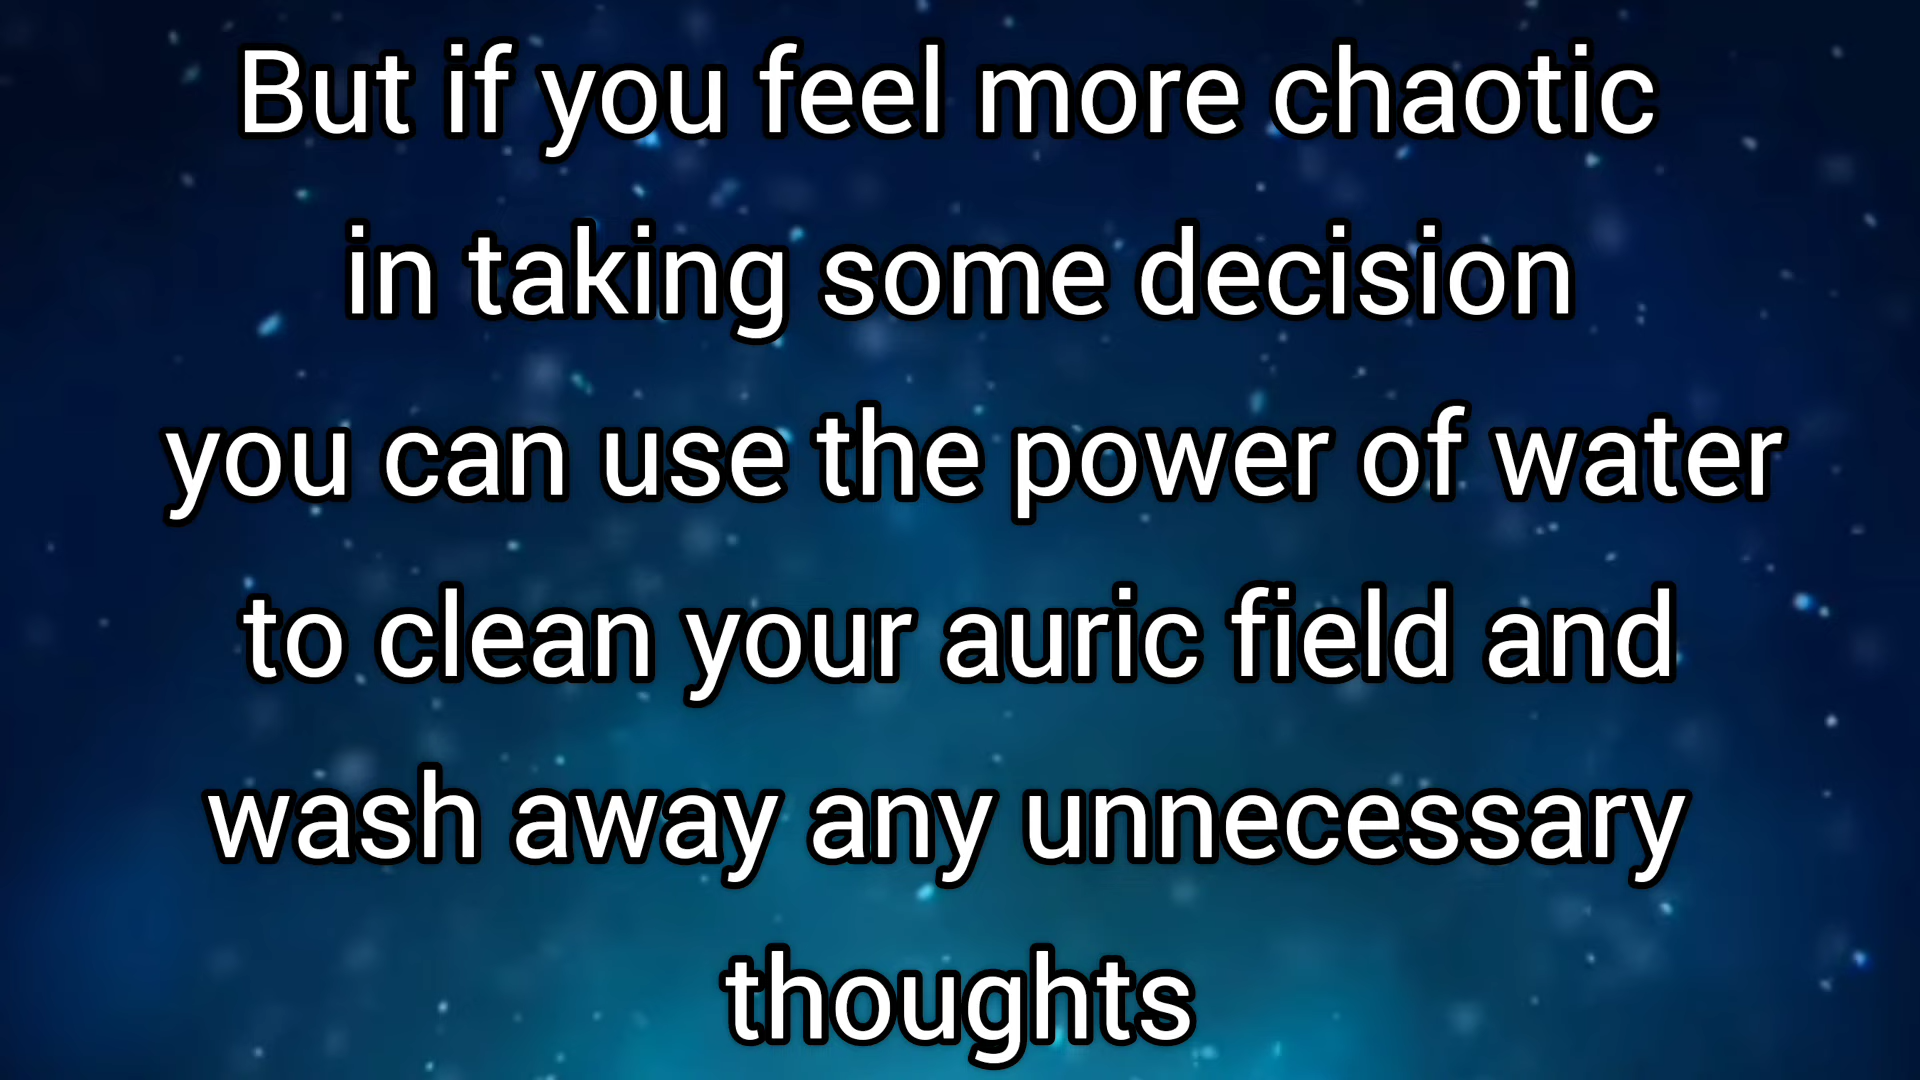 But if you feel more chaotic
in taking some decision
you can use the power of water
to clean your auric field and
wash away any unnecessary
thoughts